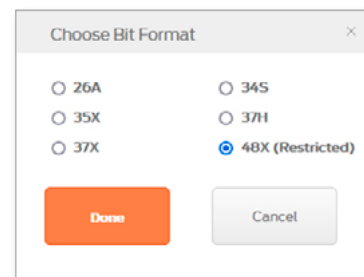 Choose Bit Format
26A 34S
35X 37H
37X 48X (Restricted)
Done Cancel